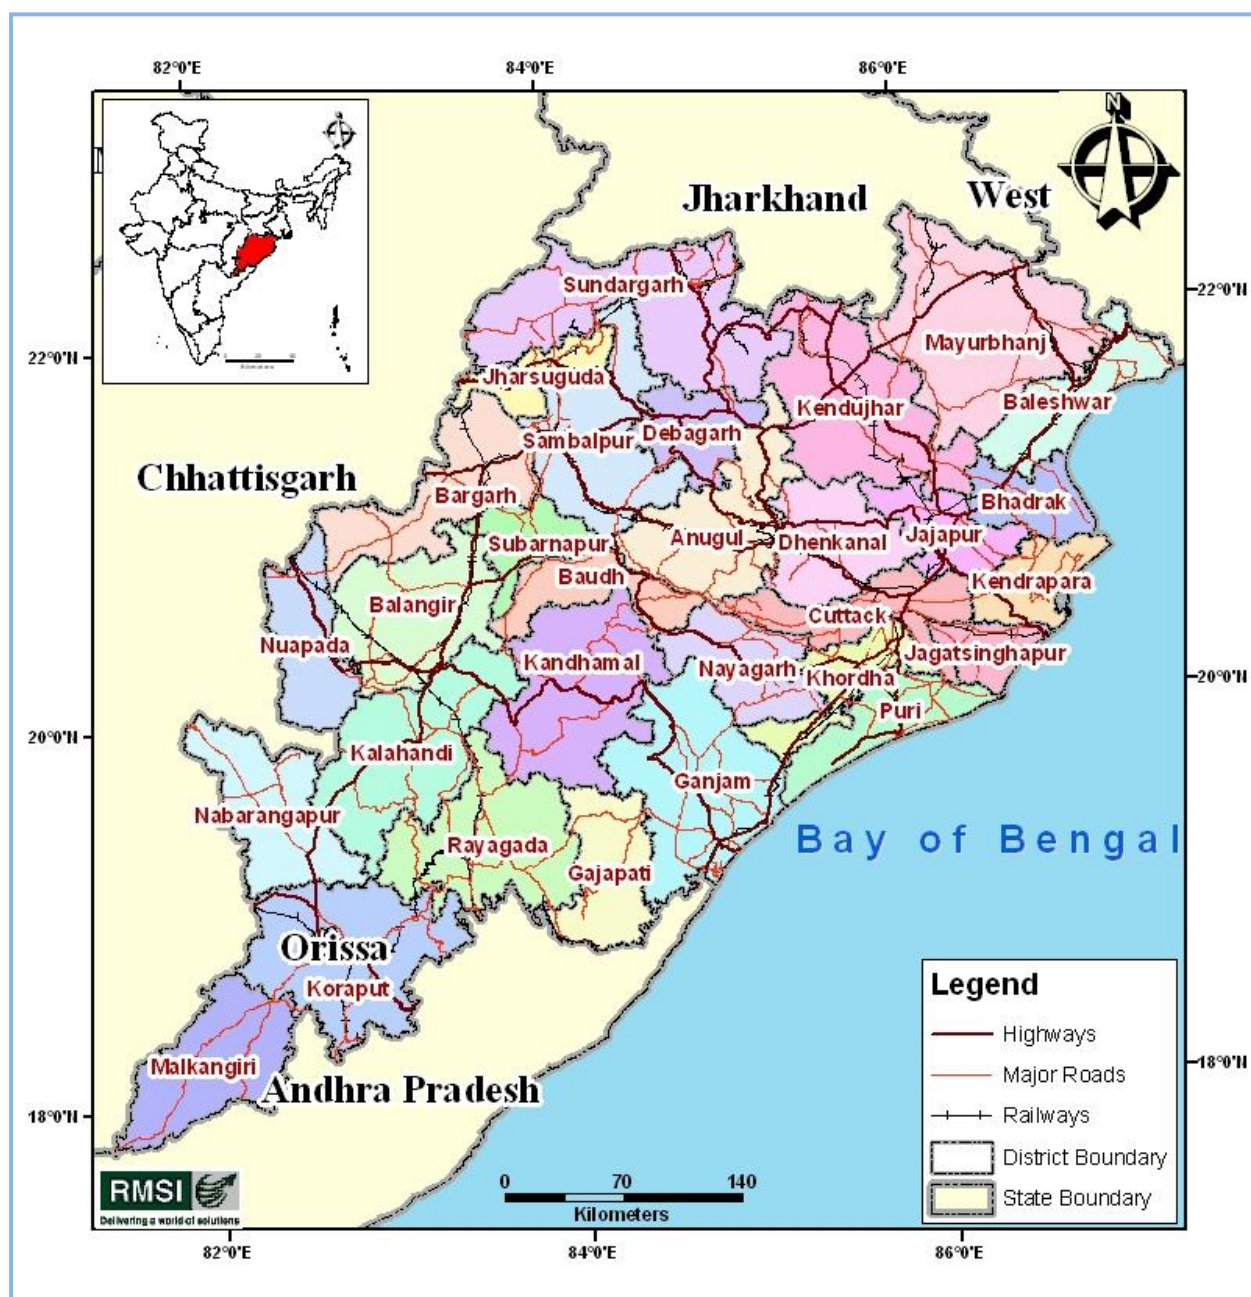 82°0'E 84°0'E 86°0'E
N
Jharkhand West
Sundargarh
22°0'N
Mayurbhanj
22°0'N
Jharsuguda
Baleshwar
Kendujhar
Sambalpur Debagarh
Chhattisgarh
Bargarh
Bhadrak
Subarnapur Anugul Dhenkanal Jajapur
Baudh
Kendrapara
Balangir
Cuttack
Nuapada
Kandhamal Nayagarh Jagatsinghapur
Khordha
20°0'N
Puri
20°0'N
Kalahandi
Ganjam
Nabarangapur
Bay of Bengal
Rayagada
Gajapati
Orissa
Koraput
Malkangiri
Andhra Pradesh
18°0'N
18°0'N
Legend
Highways
Major Roads
Railways
District Boundary
State Boundary
RMSI
Delivering a world of solutions
0 70 140
Kilometers
82°0'E 84°0'E 86°0'E